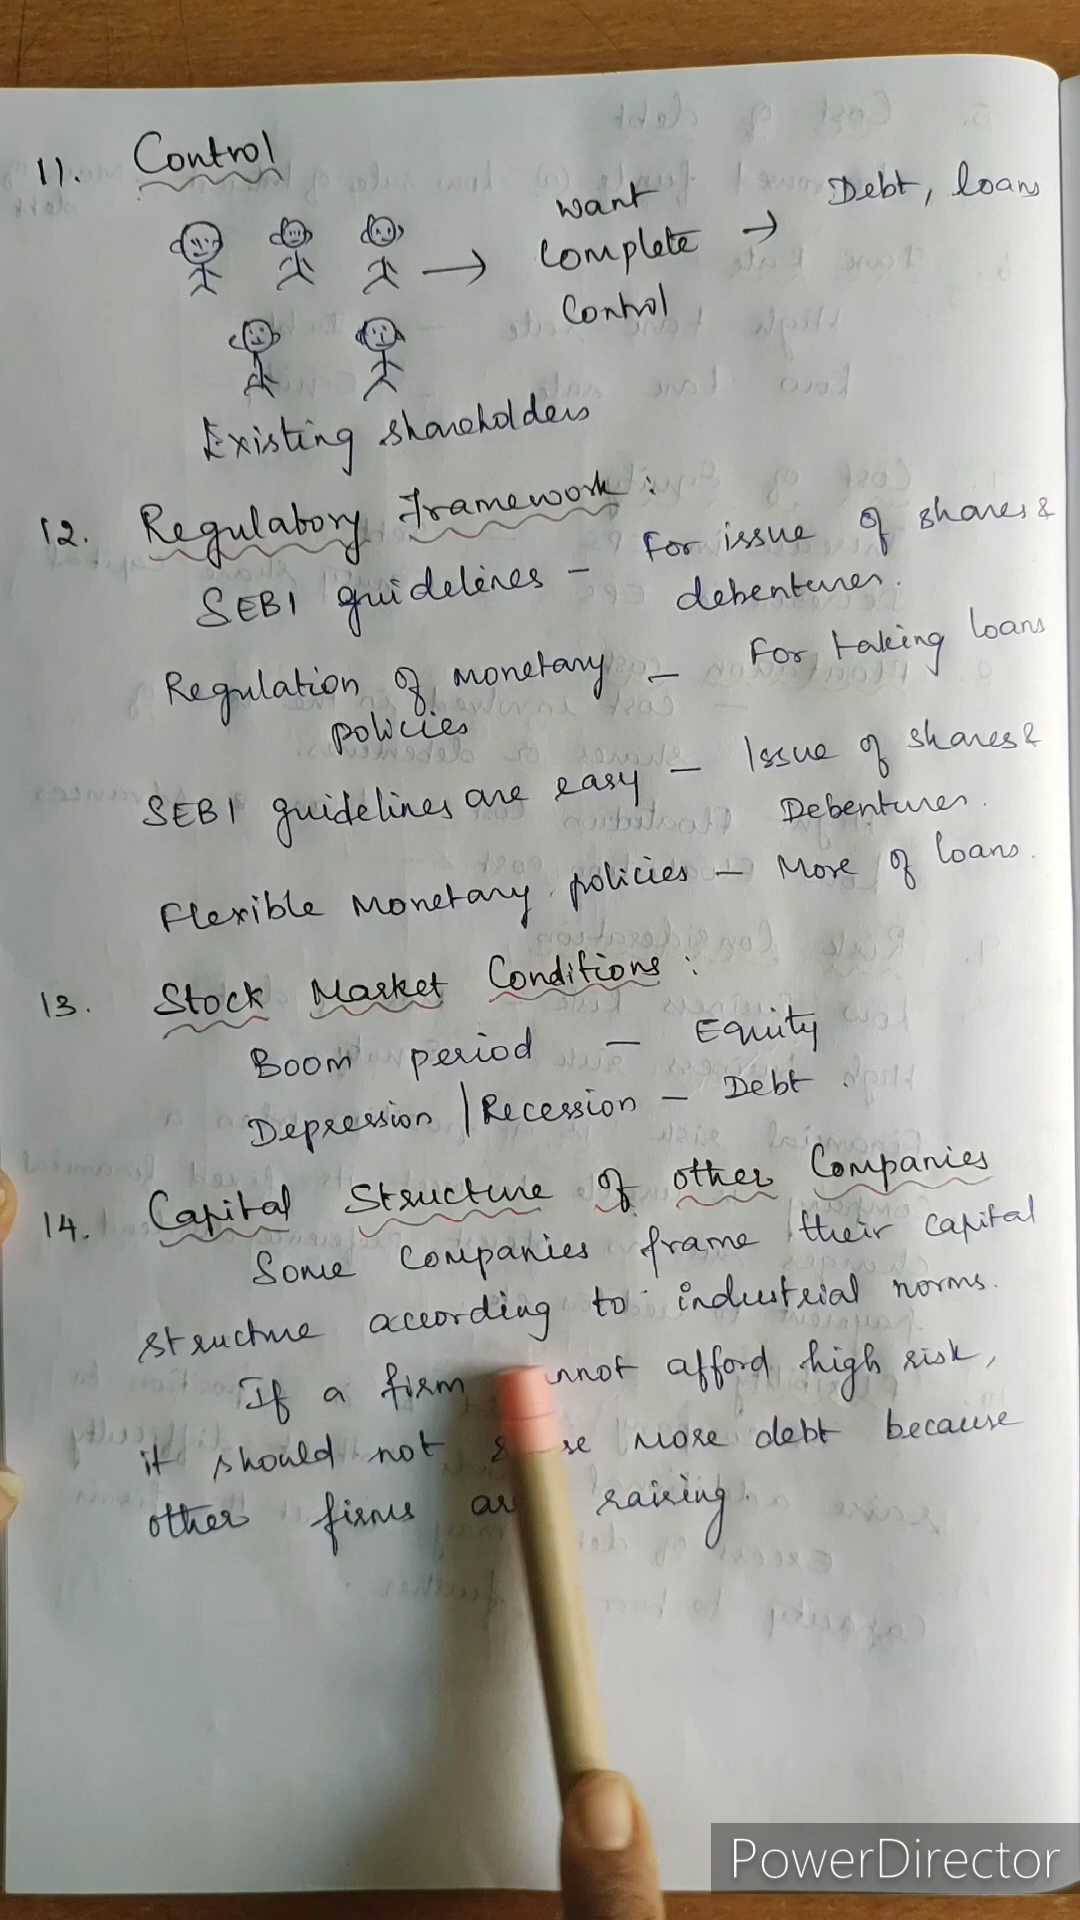 11. Control
want complete control → Debt, loans
Existing shareholders
12. Regulatory Framework :
SEBI guidelines - For issue of shares &
debentures.
Regulation of monetary policies - For taking loans
SEBI guidelines are easy - Issue of shares &
Debentures.
Flexible Monetary policies - More of loans.
13. Stock Market Conditions :
Boom period - Equity
Depression / Recession - Debt.
14. Capital Structure of other Companies
Some companies frame their capital
structure according to industrial norms.
If a firm afford high risk,
it should not more debt because
other firms raising.
PowerDirector